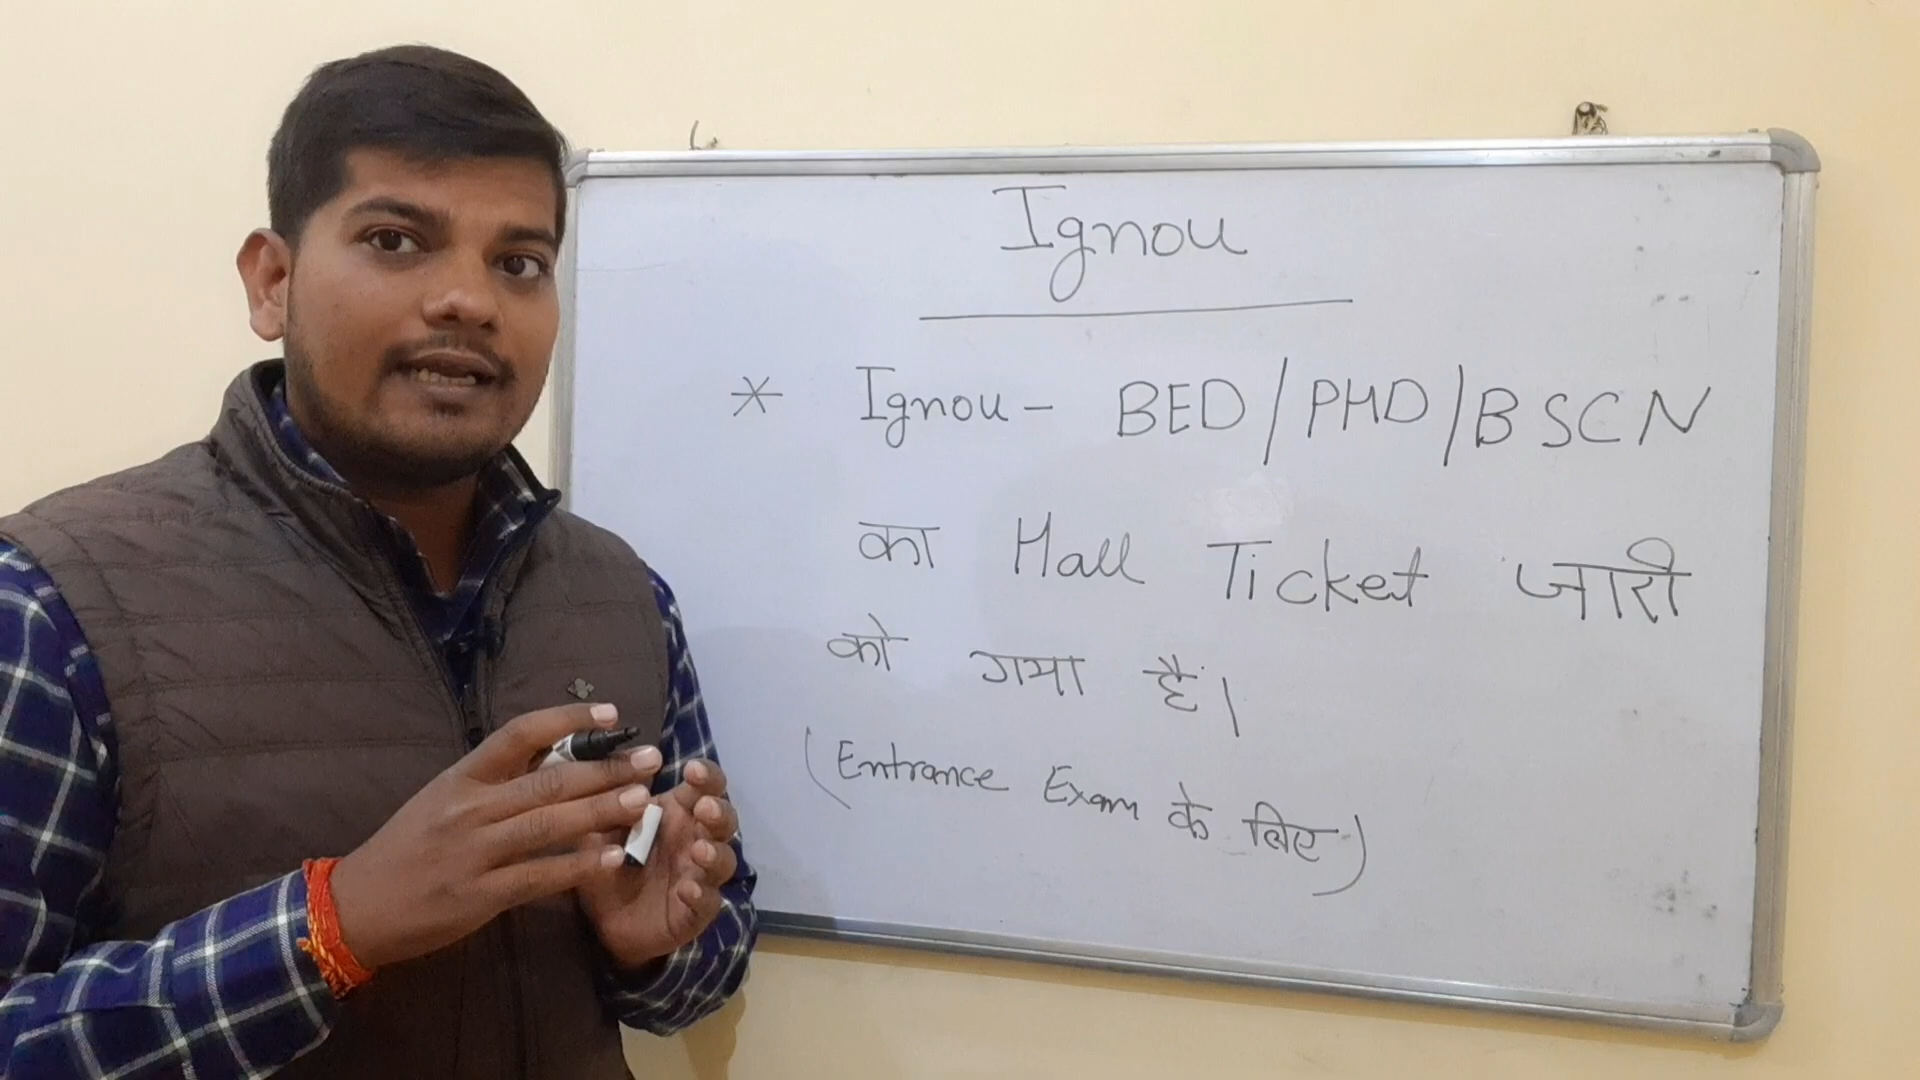 Ignou
* Ignou - BED/PHD/BSCN
का Hall Ticket जारी
को गया है।
(Entrance Exam के लिए)